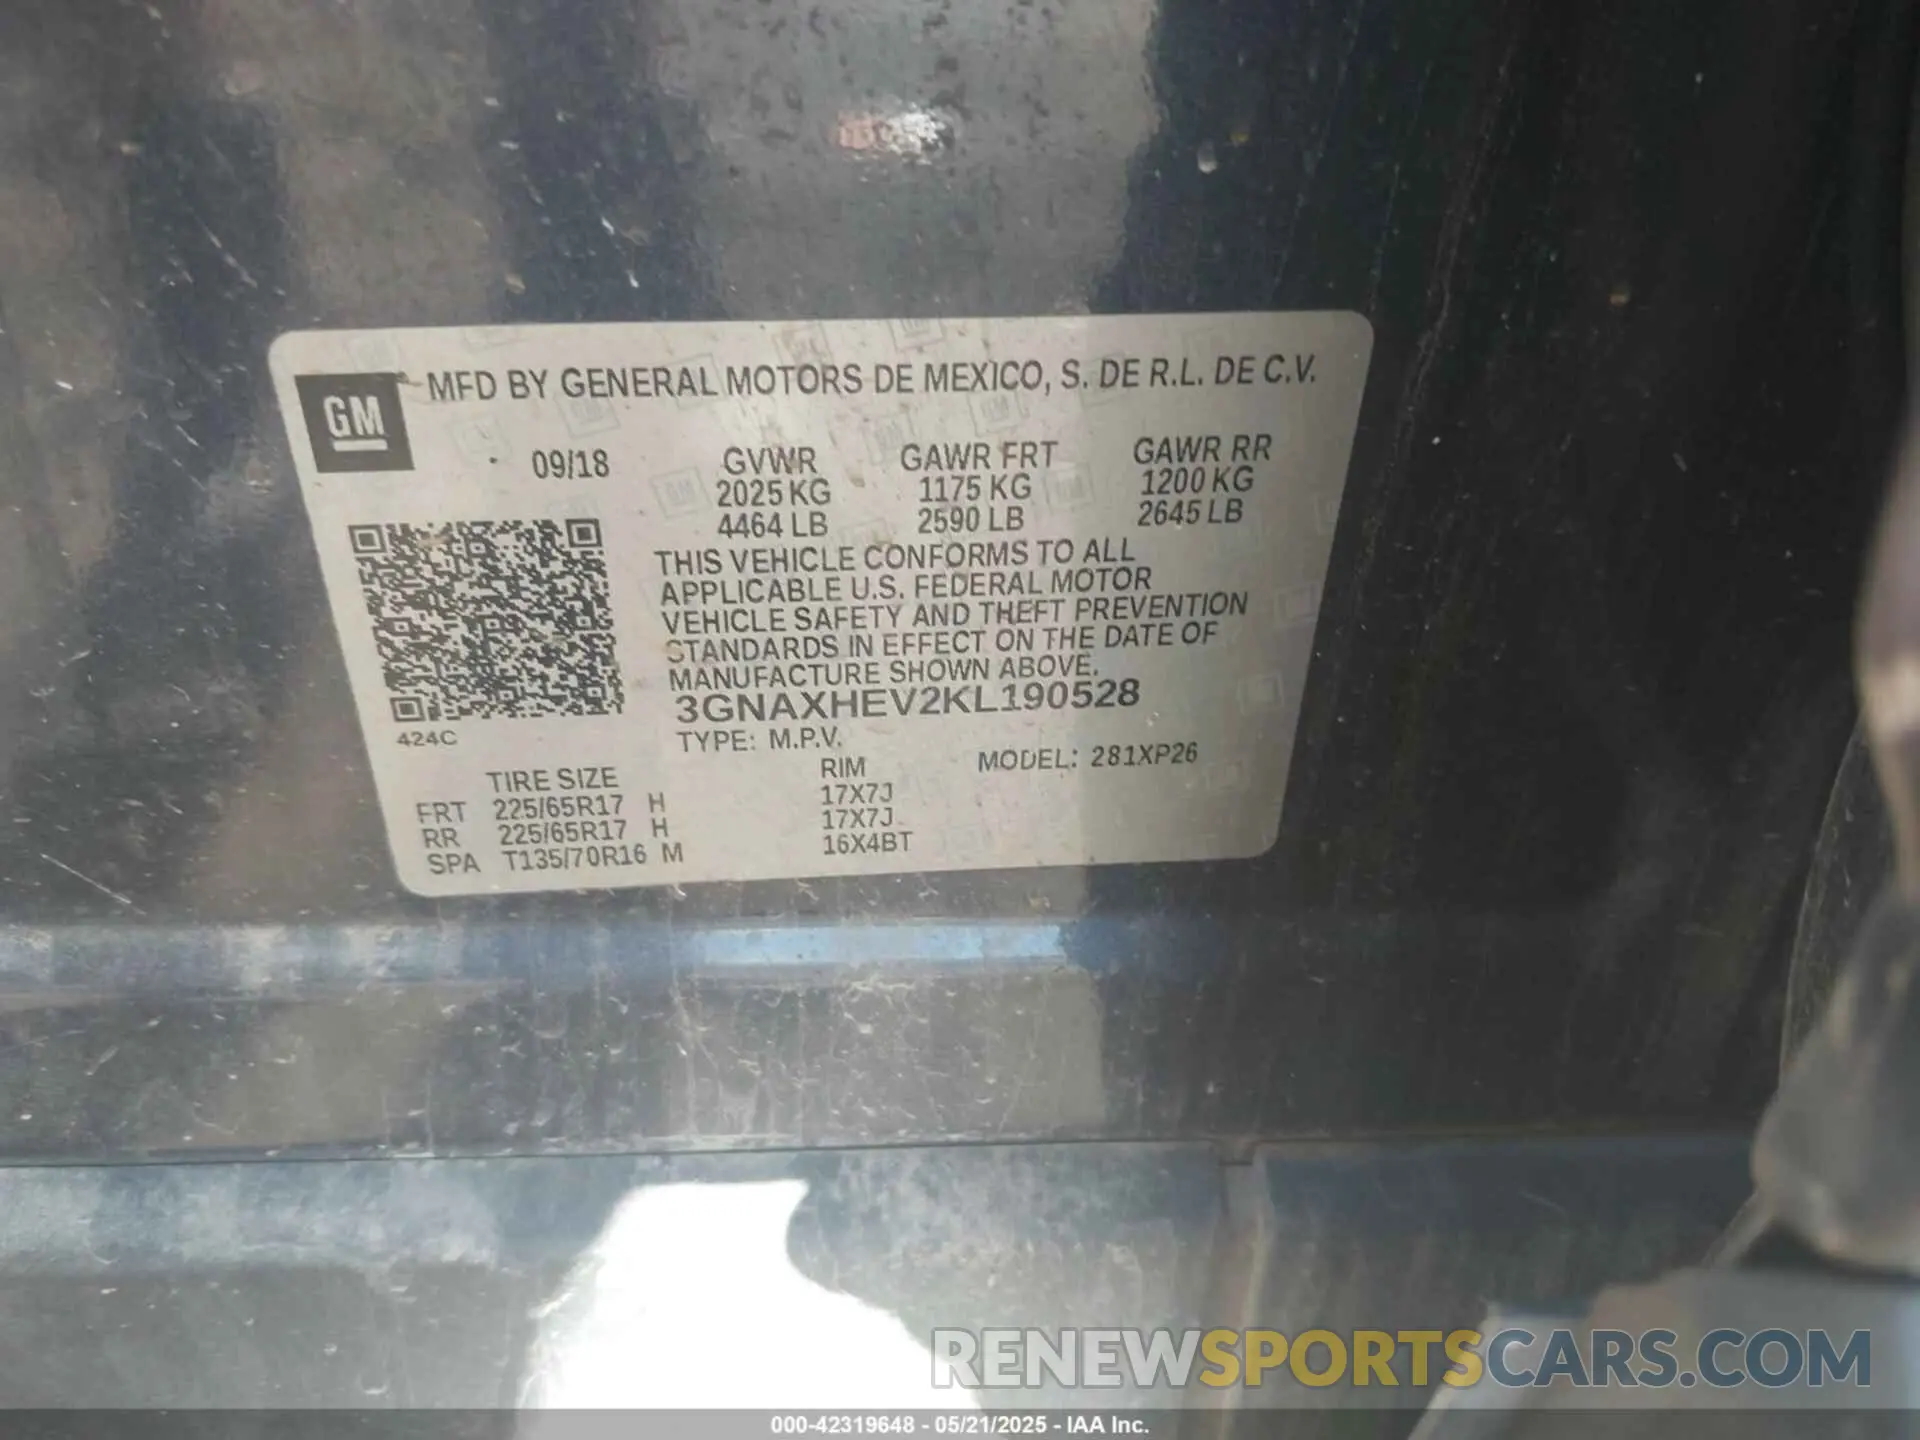 GM
MFD BY GENERAL MOTORS DE MEXICO, S. DE R.L. DE C.V.
09/18 GVWR GAWR FRT GAWR RR
2025 KG 1175 KG 1200 KG
4464 LB 2590 LB 2645 LB
THIS VEHICLE CONFORMS TO ALL
APPLICABLE U.S. FEDERAL MOTOR
VEHICLE SAFETY AND THEFT PREVENTION
STANDARDS IN EFFECT ON THE DATE OF
MANUFACTURE SHOWN ABOVE.
3GNAXHEV2KL190528
424C
TYPE: M.P.V.
MODEL: 281XP26
TIRE SIZE RIM
FRT 225/65R17 H 17X7J
RR 225/65R17 H 17X7J
SPA T135/70R16 M 16X4BT
RENEWSPORTSCARS.COM
000-42319648 - 05/21/2025 - IAA Inc.